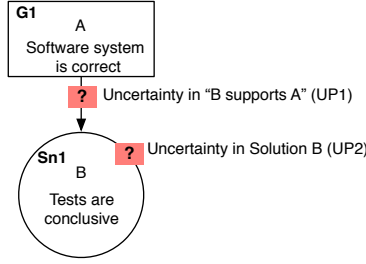 G1
A
Software system
is correct
? Uncertainty in “B supports A” (UP1)
? Uncertainty in Solution B (UP2)
Sn1
B
Tests are
conclusive